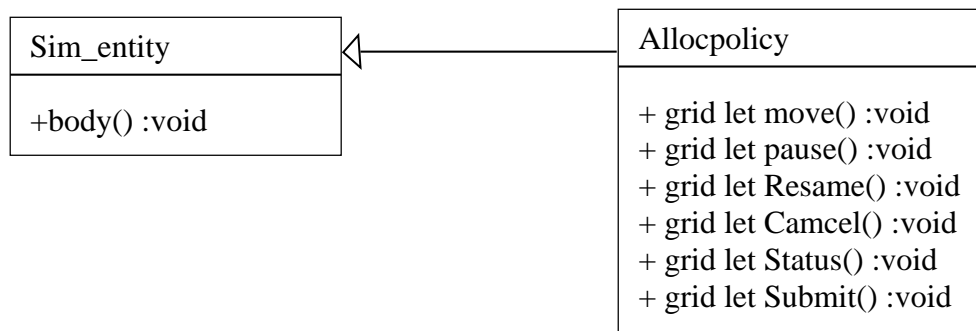 Sim_entity
+body() :void
Allocpolicy
+ grid let move() :void
+ grid let pause() :void
+ grid let Resame() :void
+ grid let Camcel() :void
+ grid let Status() :void
+ grid let Submit() :void